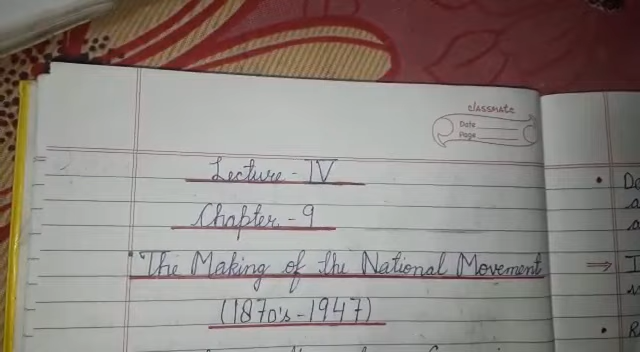 classmate
Date
Page
Lecture - IV
Chapter - 9
"The Making of the National Movement
(1870's - 1947)